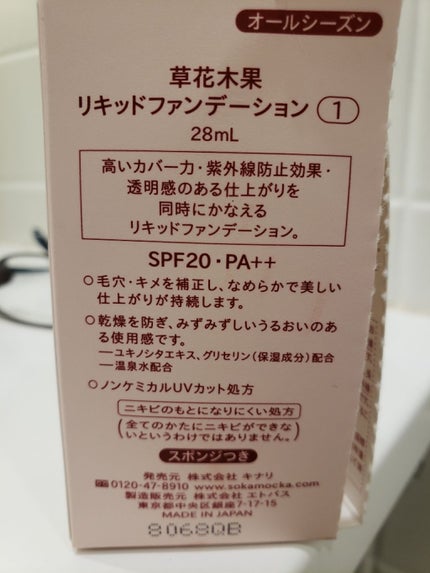 オールシーズン
草花木果
リキッドファンデーション 1
28mL
高いカバー力・紫外線防止効果・
透明感のある仕上がりを
同時にかなえる
リキッドファンデーション。
SPF20・PA++
○毛穴・キメを補正し、なめらかで美しい
仕上がりが持続します。
○乾燥を防ぎ、みずみずしいうるおいのあ
る使用感です。
―ユキノシタエキス、グリセリン(保湿成分)配合
―温泉水配合
○ノンケミカルUVカット処方
ニキビのもとになりにくい処方
(全てのかたにニキビができな
いというわけではありません。)
スポンジつき
発売元 株式会社 キナリ
0120-47-8910 www.sokamocka.com
製造販売元 株式会社 エトバス
東京都中央区銀座7-17-15
MADE IN JAPAN
8068QB